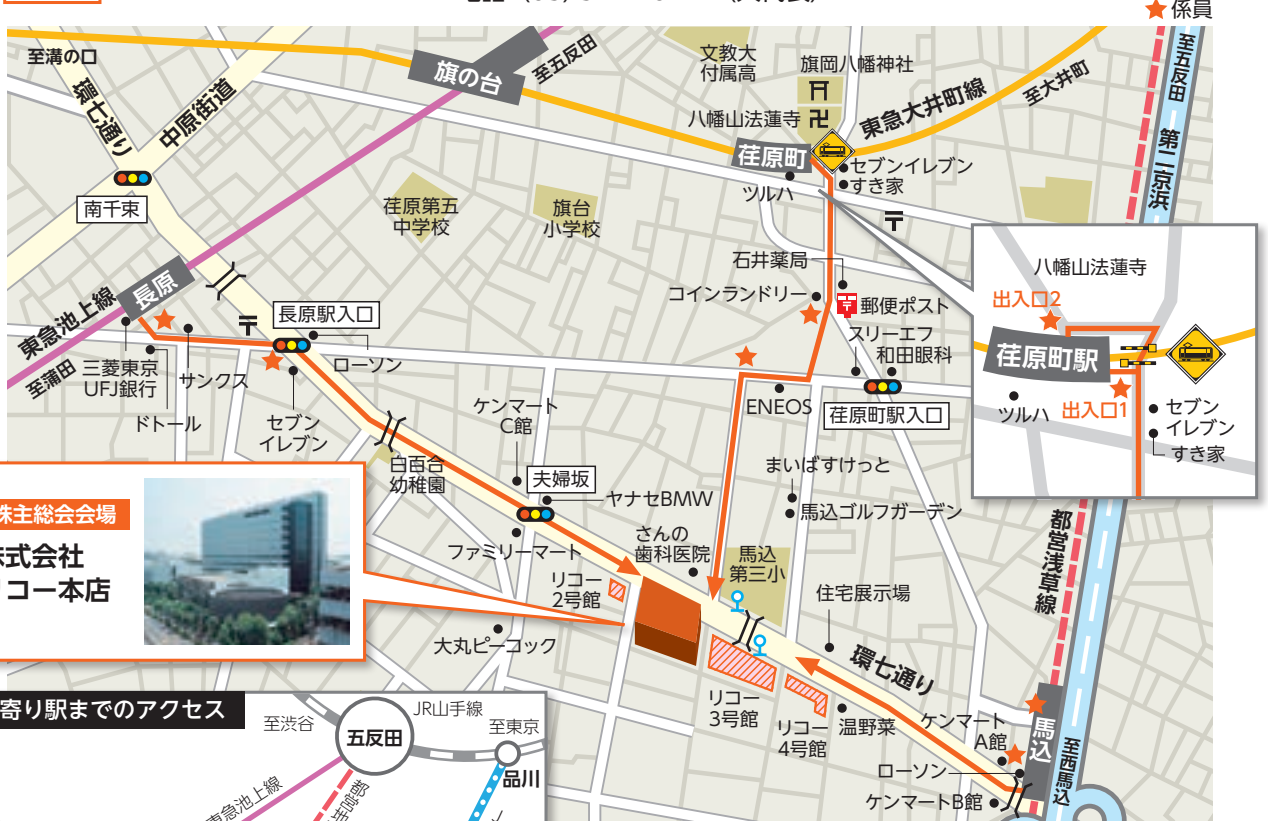 係員
至溝の口
環七通り
中原街道
旗の台
至五反田
文教大
付属高
旗岡八幡神社
八幡山法蓮寺
東急大井町線
至大井町
至五反田
第二京浜
荏原町
セブンイレブン
すき家
ツルハ
南千束
荏原第五
中学校
旗台
小学校
石井薬局
コインランドリー
郵便ポスト
スリーエフ
和田眼科
長原
東急池上線
至蒲田
長原駅入口
三菱東京
UFJ銀行
サンクス
ローソン
ドトール
セブン
イレブン
ENEOS
荏原町駅入口
八幡山法蓮寺
出入口2
荏原町駅
ツルハ
出入口1
セブン
イレブン
すき家
ケンマート
C館
白百合
幼稚園
夫婦坂
ヤナセBMW
まいばすけっと
馬込ゴルフガーデン
ファミリーマート
さんの
歯科医院
馬込
第三小
都営浅草線
株主総会会場
株式会社
リコー本店
リコー
2号館
住宅展示場
大丸ピーコック
環七通り
リコー
3号館
リコー
4号館
温野菜
ケンマート
A館
馬込
至西馬込
ローソン
ケンマートB館
寄り駅までのアクセス
至渋谷
JR山手線
五反田
至東京
品川
東急池上線